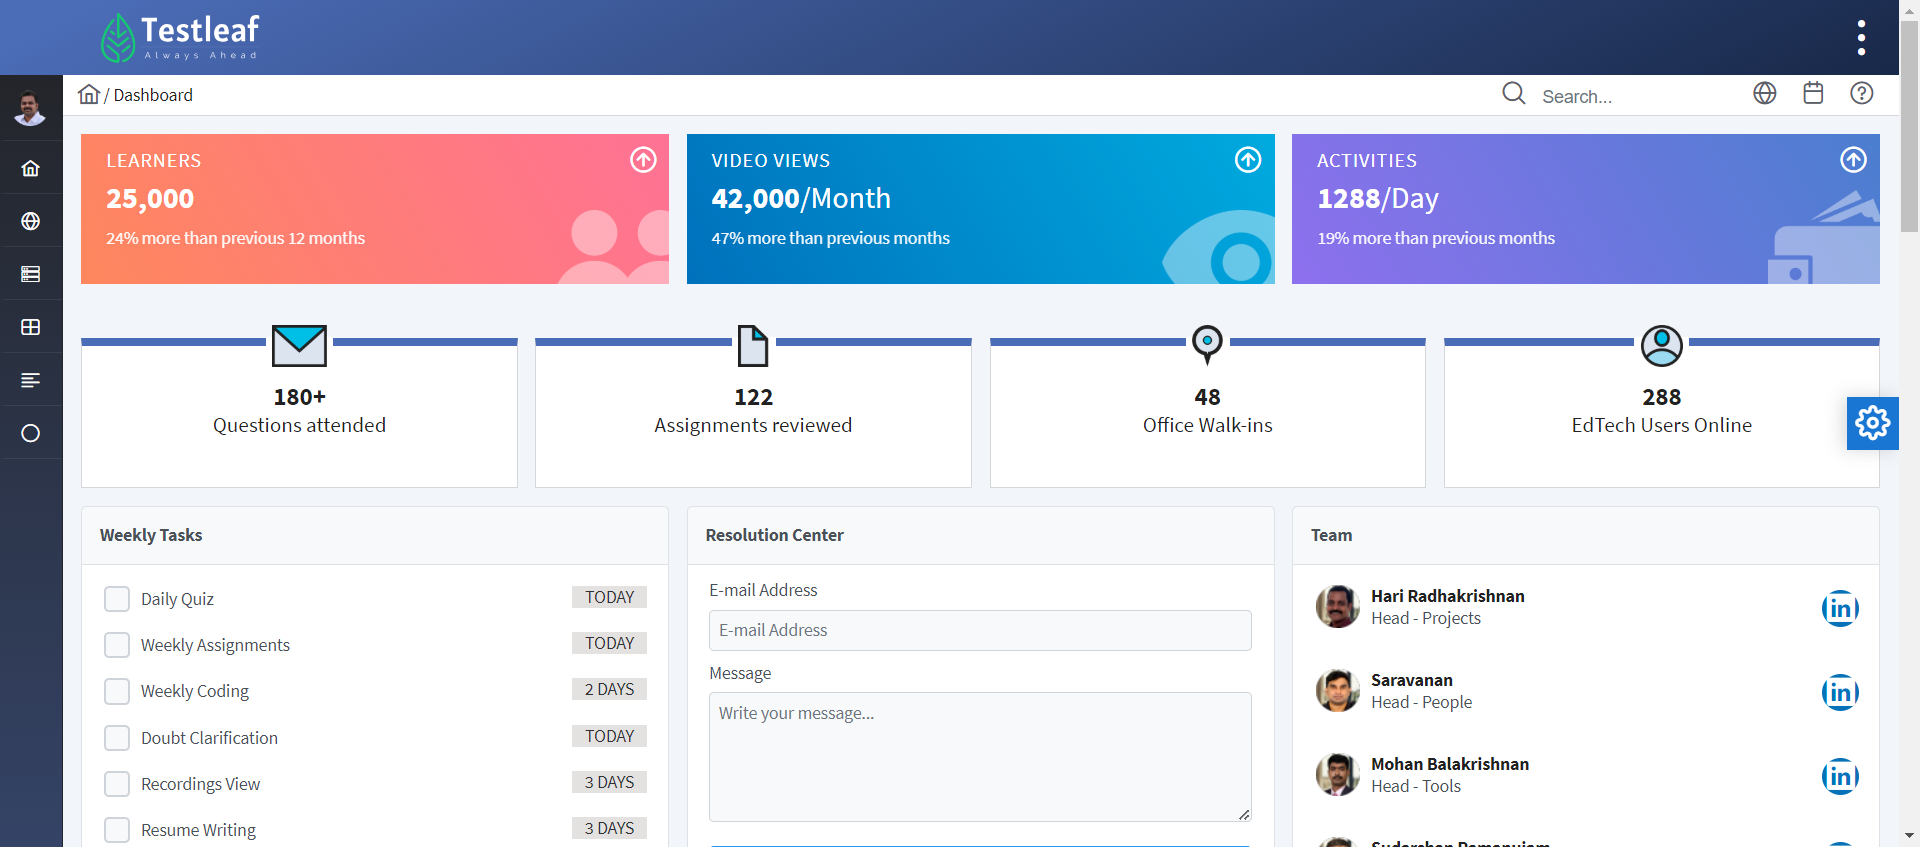 Testleaf
Always Ahead
/ Dashboard
Search...
LEARNERS
25,000
24% more than previous 12 months
VIDEO VIEWS
42,000/Month
47% more than previous months
ACTIVITIES
1288/Day
19% more than previous months
180+
Questions attended
122
Assignments reviewed
48
Office Walk-ins
288
EdTech Users Online
Weekly Tasks
Daily Quiz TODAY
Weekly Assignments TODAY
Weekly Coding 2 DAYS
Doubt Clarification TODAY
Recordings View 3 DAYS
Resume Writing 3 DAYS
Resolution Center
E-mail Address
E-mail Address
Message
Write your message...
Team
Hari Radhakrishnan
Head - Projects
in
Saravanan
Head - People
in
Mohan Balakrishnan
Head - Tools
in